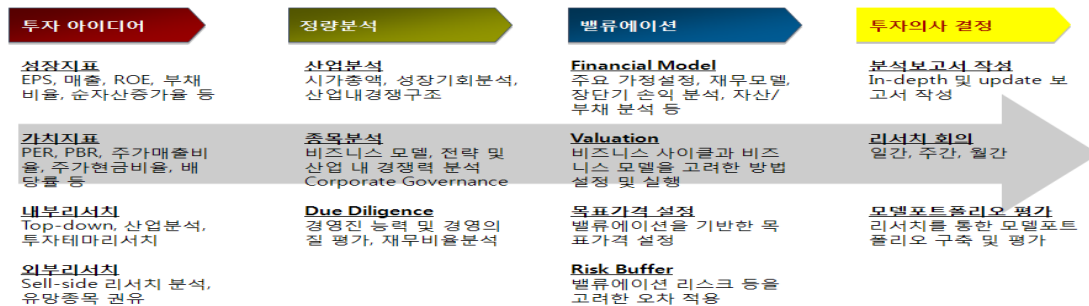 투자 아이디어
성장지표
EPS, 매출, ROE, 부채
비율, 순자산증가율 등
가치지표
PER, PBR, 주가매출비
율, 주가현금비율, 배
당률 등
내부리서치
Top-down, 산업분석,
투자테마리서치
외부리서치
Sell-side 리서치 분석,
유망종목 권유
정량분석
산업분석
시가총액, 성장기회분석,
산업내경쟁구조
종목분석
비즈니스 모델, 전략 및
산업 내 경쟁력 분석
Corporate Governance
Due Diligence
경영진 능력 및 경영의
질 평가, 재무비율분석
밸류에이션
Financial Model
주요 가정설정, 재무모델,
장단기 손익 분석, 자산/
부채 분석 등
Valuation
비즈니스 사이클과 비즈
니스 모델을 고려한 방법
설정 및 실행
목표가격 설정
밸류에이션을 기반한 목
표가격 설정
Risk Buffer
밸류에이션 리스크 등을
고려한 오차 적용
투자의사 결정
분석보고서 작성
In-depth 및 update 보
고서 작성
리서치 회의
일간, 주간, 월간
모델포트폴리오 평가
리서치를 통한 모델포트
폴리오 구축 및 평가